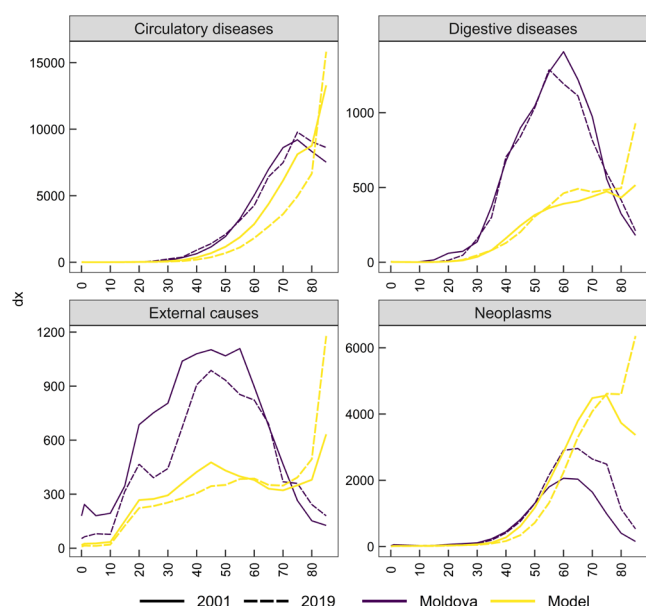 Circulatory diseases
Digestive diseases
15000
10000
5000
0
1000
500
0
0 10 20 30 40 50 60 70 80
0 10 20 30 40 50 60 70 80
dx
External causes
Neoplasms
1200
900
600
300
0
6000
4000
2000
0
0 10 20 30 40 50 60 70 80
0 10 20 30 40 50 60 70 80
2001 2019 Moldova Model